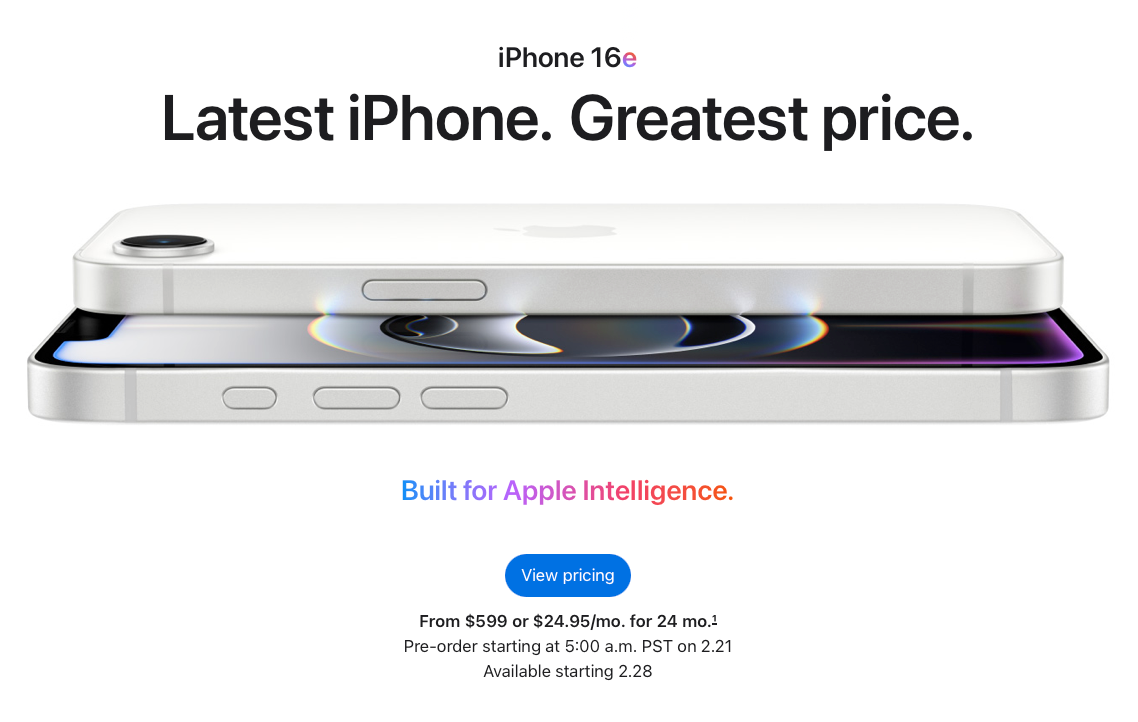 iPhone 16e
Latest iPhone. Greatest price.
Built for Apple Intelligence.
View pricing
From $599 or $24.95/mo. for 24 mo.¹
Pre-order starting at 5:00 a.m. PST on 2.21
Available starting 2.28